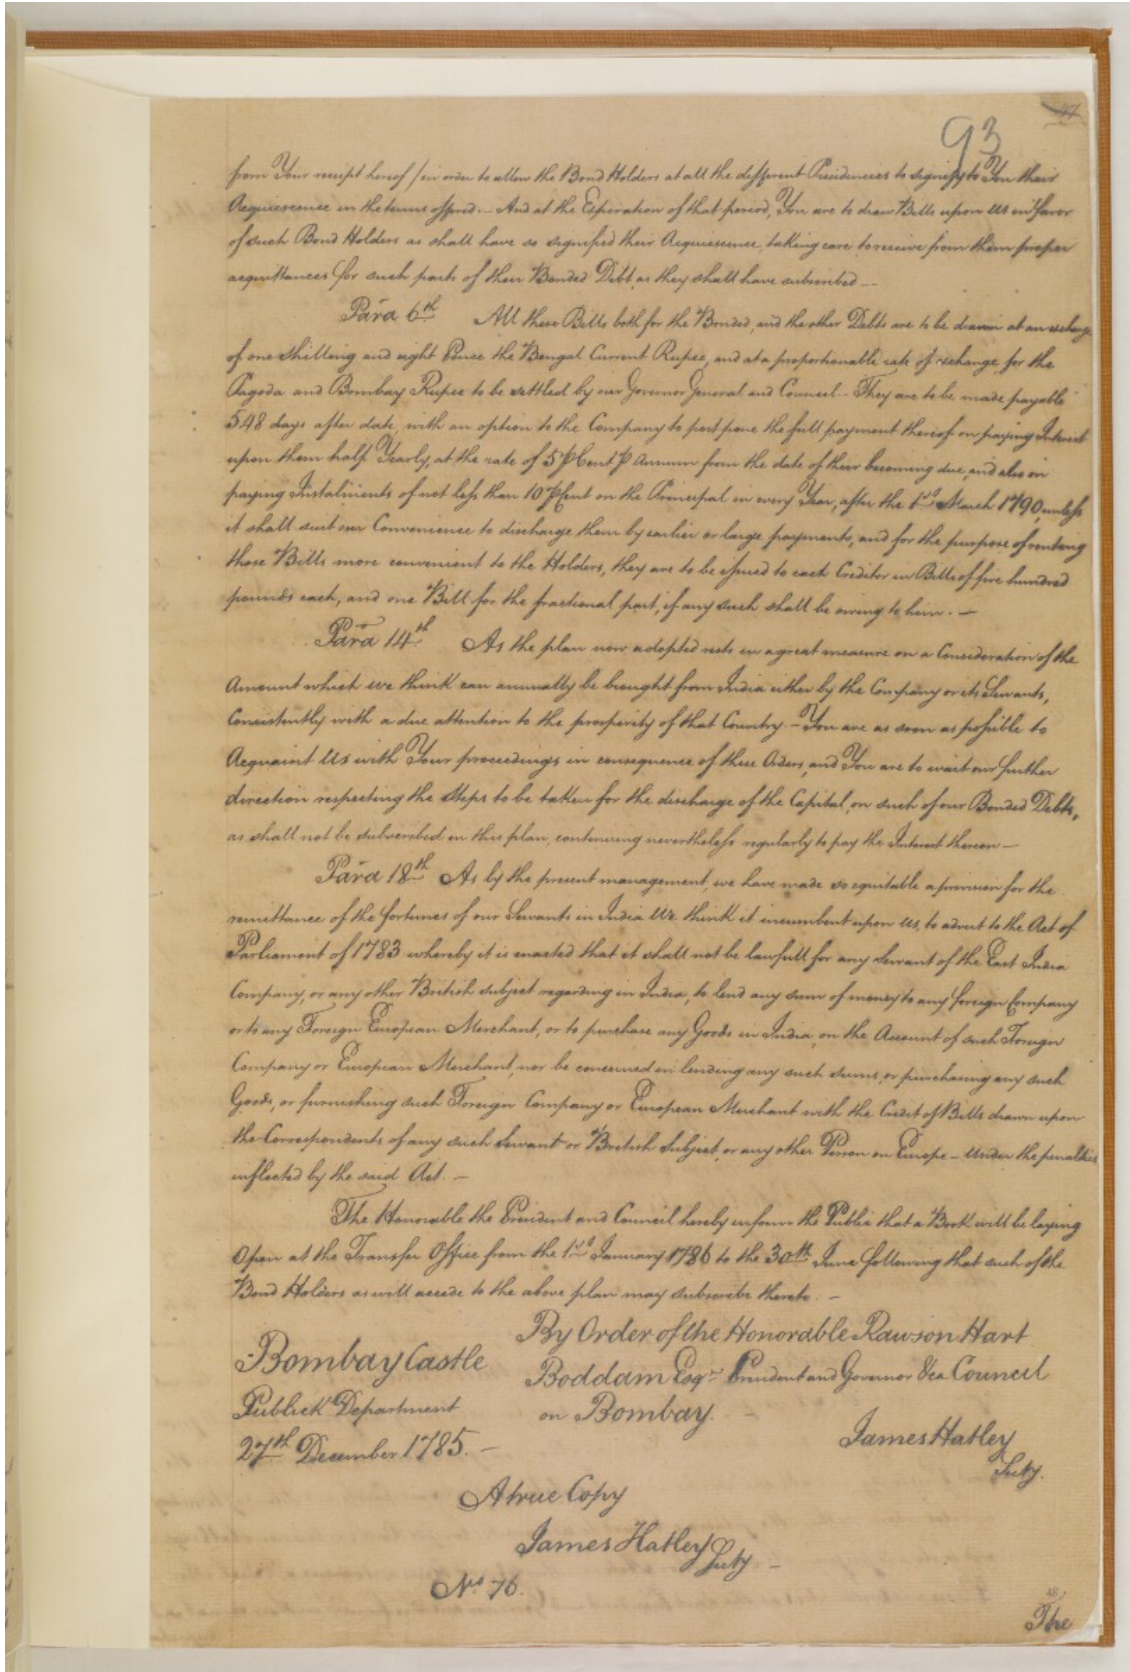 93
47
from Your receipt hereof /in order to allow the Bond Holders at all the different Presidencies to signify to You their
Acquiescence in the terms offered. — And at the Expiration of that period, You are to draw Bills upon us in favor
of such Bond Holders as shall have so signified their Acquiescence, taking care to receive from them proper
acquittances for such parts of their Bonded Debt as they shall have subscribed —
Para 6th All these Bills both for the Bonded, and the other Debts are to be drawn at an exchange
of one shilling and eight Pence the Bengal Current Rupee, and at a proportionable rate of exchange for the
Pagoda and Bombay Rupee to be settled by our Governor General and Council - They are to be made payable
548 days after date, with an option to the Company to postpone the full payment thereof on paying Interest
upon them half Yearly, at the rate of 5 P Cent P Annum from the date of their becoming due, and also on
paying Instalments of not less than 10 P Cent on the Principal in every Year, after the 1st March 1790, unless
it shall suit our Convenience to discharge them by earlier or large payments, and for the purpose of renting
those Bills more convenient to the Holders, they are to be issued to each Creditor in Bills of five hundred
pounds each, and one Bill for the fractional part, if any such shall be owing to him. —
Para 14th As the plan now adopted rests in a great measure on a Consideration of the
Amount which we think can annually be brought from India either by the Company or its Servants,
Consistently with a due attention to the prosperity of that Country — You are as soon as possible to
Acquaint Us with Your proceedings in consequence of these Orders, and You are to wait our further
direction respecting the Steps to be taken for the discharge of the Capital, on such of our Bonded Debts,
as shall not be subscribed in this plan, continuing nevertheless regularly to pay the Interest thereon —
Para 18th As by the present management, we have made so equitable a provision for the
remittance of the fortunes of our Servants in India We think it incumbent upon us, to advert to the Act of
Parliament of 1783 whereby it is enacted that it shall not be lawfull for any Servant of the East India
Company, or any other British Subject regarding in India, to lend any sum of money to any foreign Company
or to any Foreign European Merchant, or to purchase any Goods in India, on the Account of such Foreign
Company or European Merchant, nor be concerned in lending any such sums, or purchasing any such
Goods, or furnishing such Foreign Company or European Merchant with the Credit of Bills drawn upon
the Correspondents of any such Servant or British Subject, or any other Person on Europe — Under the penalties
inflected by the said Act. —
The Honorable the President and Council hereby inform the Public that a Book will be laying
Open at the Transfer Office from the 1st January 1786 to the 30th June following that such of the
Bond Holders as will accede to the above plan may subscribe thereto. —
By Order of the Honorable Rawson Hart
Boddam Esqr President and Governor &ca Council
on Bombay. —
Bombay Castle
Publick Department
27th December 1785. —
James Hatley
Secty.
A true Copy
James Hatley Secty —
No 76.
48
The